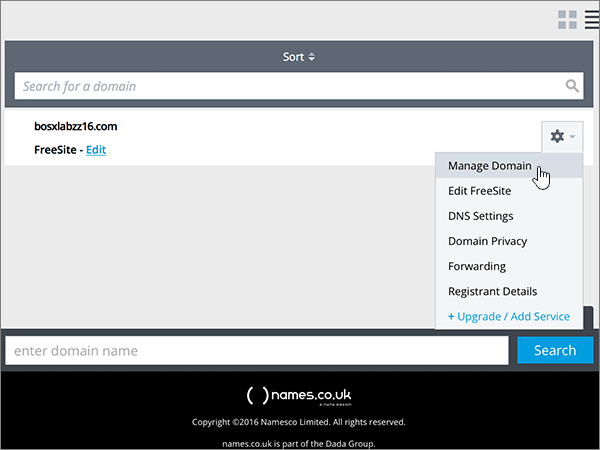 Sort
Search for a domain
bosxlabzz16.com
FreeSite - Edit
Manage Domain
Edit FreeSite
DNS Settings
Domain Privacy
Forwarding
Registrant Details
+ Upgrade / Add Service
enter domain name
Search
names.co.uk
A DADA BRAND
Copyright ©2016 Namesco Limited. All rights reserved.
names.co.uk is part of the Dada Group.